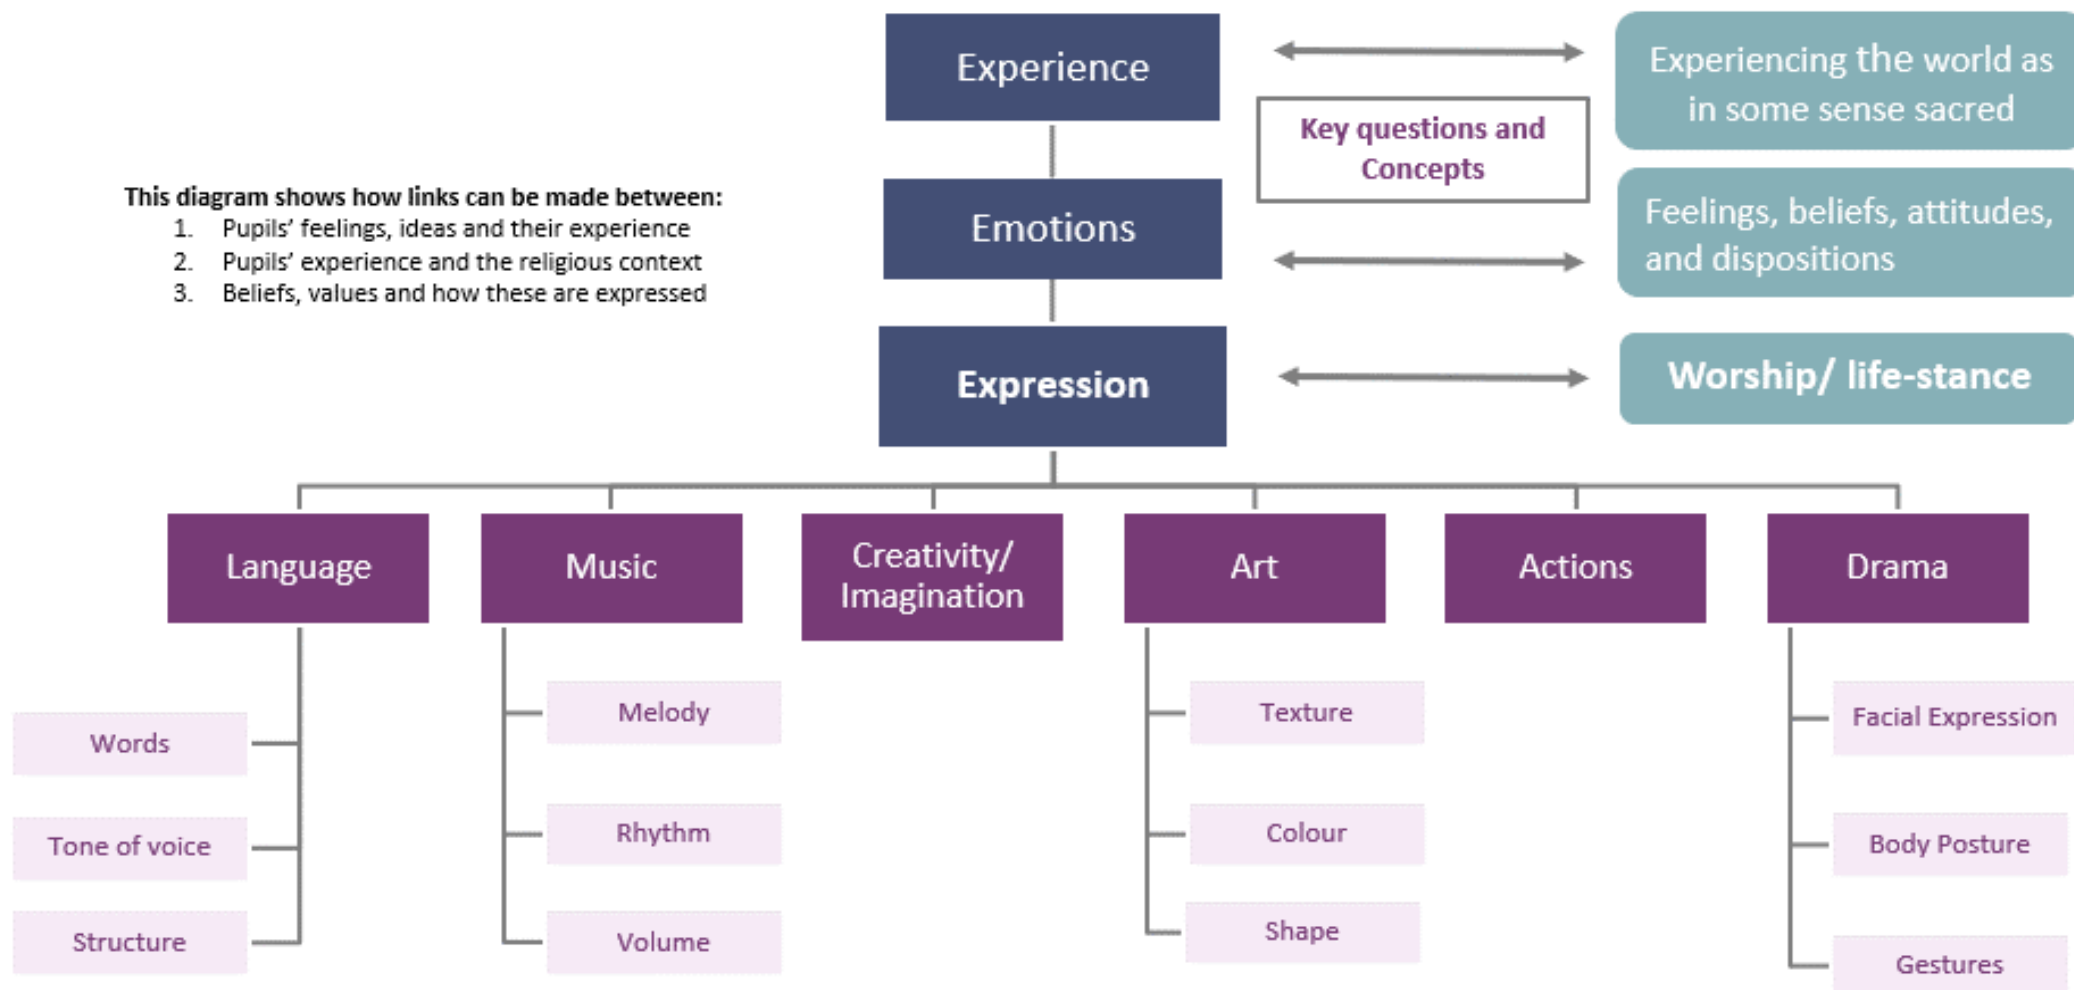 Experience
Experiencing the world as
in some sense sacred
Key questions and
Concepts
This diagram shows how links can be made between:
1. Pupils’ feelings, ideas and their experience
2. Pupils’ experience and the religious context
3. Beliefs, values and how these are expressed
Emotions
Feelings, beliefs, attitudes,
and dispositions
Expression
Worship/ life-stance
Language
Music
Creativity/
Imagination
Art
Actions
Drama
Words
Tone of voice
Structure
Melody
Rhythm
Volume
Texture
Colour
Shape
Facial Expression
Body Posture
Gestures